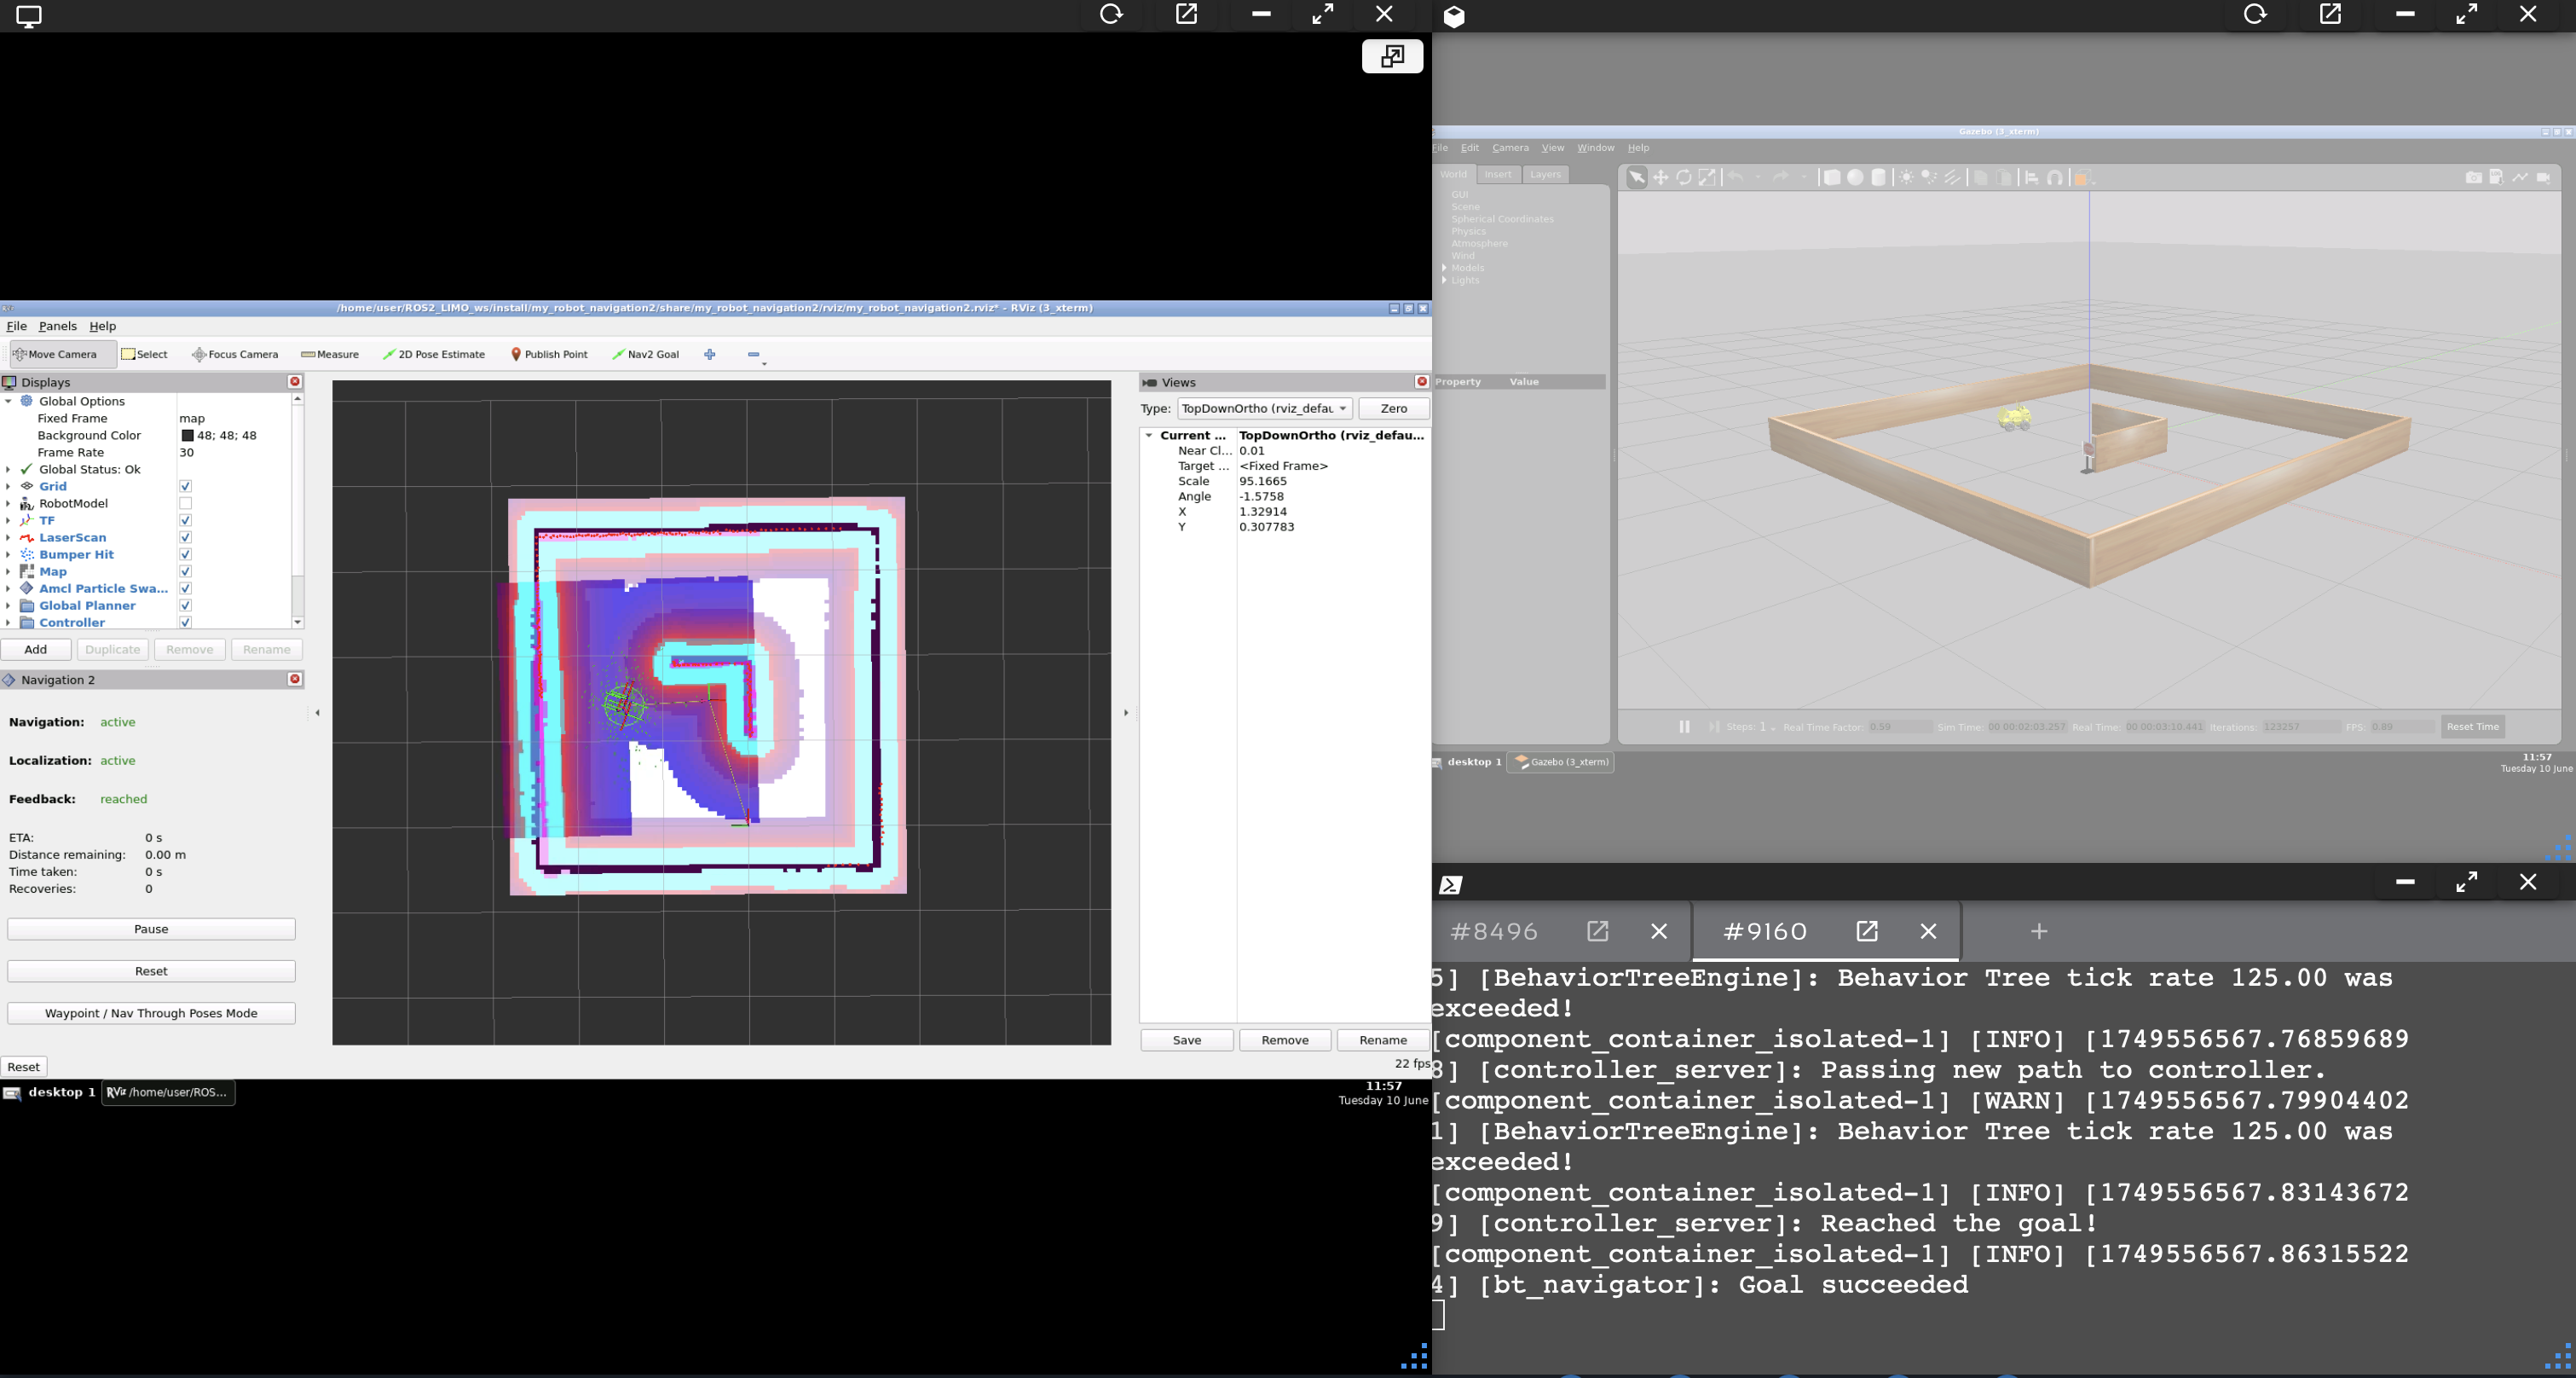 /home/user/ROS2_LIMO_ws/install/my_robot_navigation2/share/my_robot_navigation2/rviz/my_robot_navigation2.rviz* - RViz (3_xterm)
File Panels Help
Move Camera Select Focus Camera Measure 2D Pose Estimate Publish Point Nav2 Goal
Displays
Global Options
Fixed Frame map
Background Color 48; 48; 48
Frame Rate 30
Global Status: Ok
Grid
RobotModel
TF
LaserScan
Bumper Hit
Map
Amcl Particle Swa...
Global Planner
Controller
Add Duplicate Remove Rename
Navigation 2
Navigation: active
Localization: active
Feedback: reached
ETA: 0 s
Distance remaining: 0.00 m
Time taken: 0 s
Recoveries: 0
Pause
Reset
Waypoint / Nav Through Poses Mode
Reset
Views
Type: TopDownOrtho (rviz_defau Zero
Current ... TopDownOrtho (rviz_defau...
Near Cl... 0.01
Target ... <Fixed Frame>
Scale 95.1665
Angle -1.5758
X 1.32914
Y 0.307783
Save Remove Rename
22 fps
desktop 1 RViz /home/user/ROS...
11:57
Tuesday 10 June
Gazebo (3_xterm)
File Edit Camera View Window Help
World Insert Layers
GUI
Scene
Spherical Coordinates
Physics
Atmosphere
Wind
Models
Lights
Property Value
Steps: 1 Real Time Factor: 0.59 Sim Time: 00 00:02:03.257 Real Time: 00 00:03:10.441 Iterations: 123257 FPS: 0.89 Reset Time
desktop 1 Gazebo (3_xterm)
11:57
Tuesday 10 June
#8496 #9160
5] [BehaviorTreeEngine]: Behavior Tree tick rate 125.00 was
exceeded!
[component_container_isolated-1] [INFO] [1749556567.76859689
8] [controller_server]: Passing new path to controller.
[component_container_isolated-1] [WARN] [1749556567.79904402
1] [BehaviorTreeEngine]: Behavior Tree tick rate 125.00 was
exceeded!
[component_container_isolated-1] [INFO] [1749556567.83143672
9] [controller_server]: Reached the goal!
[component_container_isolated-1] [INFO] [1749556567.86315522
4] [bt_navigator]: Goal succeeded